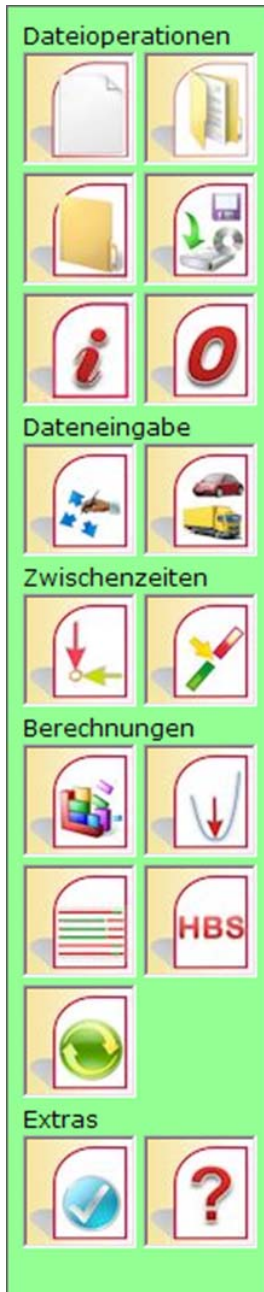 Dateioperationen
i O
Dateneingabe
Zwischenzeiten
Berechnungen
HBS
Extras
?